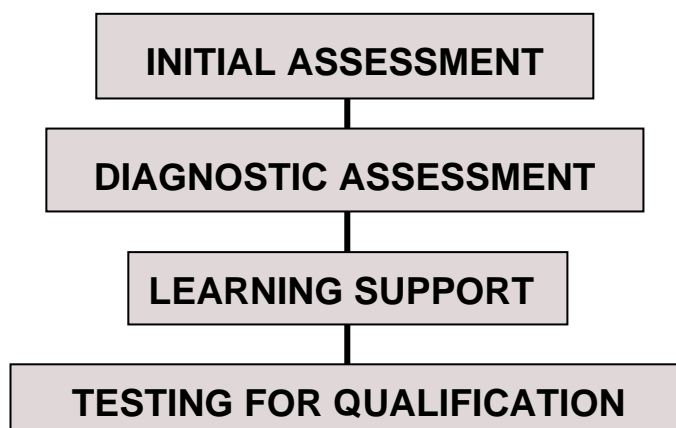 INITIAL ASSESSMENT
DIAGNOSTIC ASSESSMENT
LEARNING SUPPORT
TESTING FOR QUALIFICATION